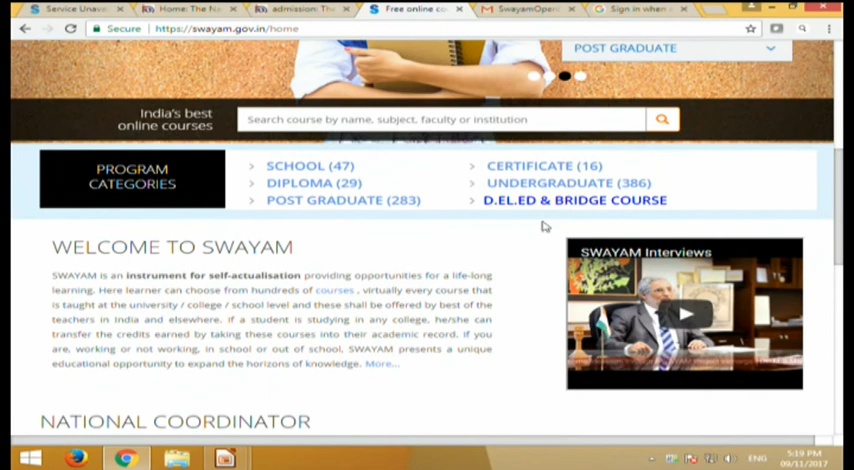 Service Unava
Home: The Na
admission: The
Free online co
SwayamOper
Sign in when
Secure https://swayam.gov.in/home
POST GRADUATE
India's best
online courses
Search course by name, subject, faculty or institution
PROGRAM
CATEGORIES
SCHOOL (47)
CERTIFICATE (16)
DIPLOMA (29)
UNDERGRADUATE (386)
POST GRADUATE (283)
D.EL.ED & BRIDGE COURSE
WELCOME TO SWAYAM
SWAYAM is an instrument for self-actualisation providing opportunities for a life-long
learning. Here learner can choose from hundreds of courses , virtually every course that
is taught at the university / college / school level and these shall be offered by best of the
teachers in India and elsewhere. If a student is studying in any college, he/she can
transfer the credits earned by taking these courses into their academic record. If you
are, working or not working, in school or out of school, SWAYAM presents a unique
educational opportunity to expand the horizons of knowledge. More...
SWAYAM Interviews
NATIONAL COORDINATOR
ENG
5:19 PM
09/11/2017